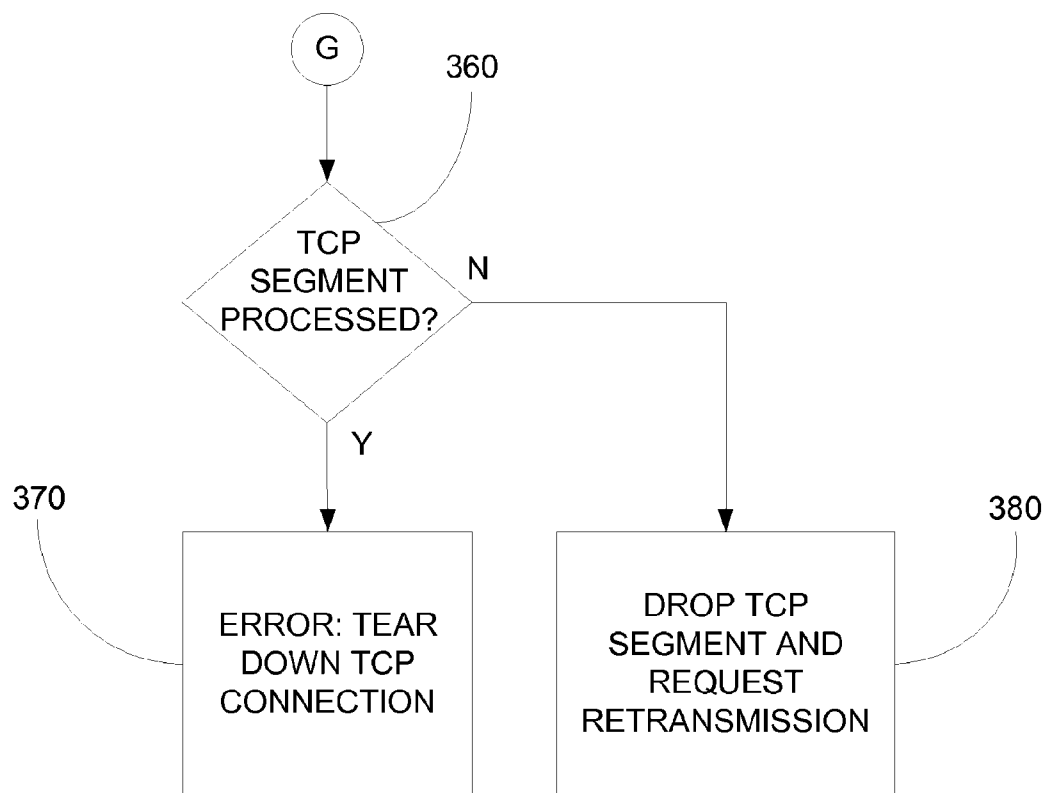 G
360
TCP
SEGMENT
PROCESSED?
N
Y
370
380
ERROR: TEAR
DOWN TCP
CONNECTION
DROP TCP
SEGMENT AND
REQUEST
RETRANSMISSION